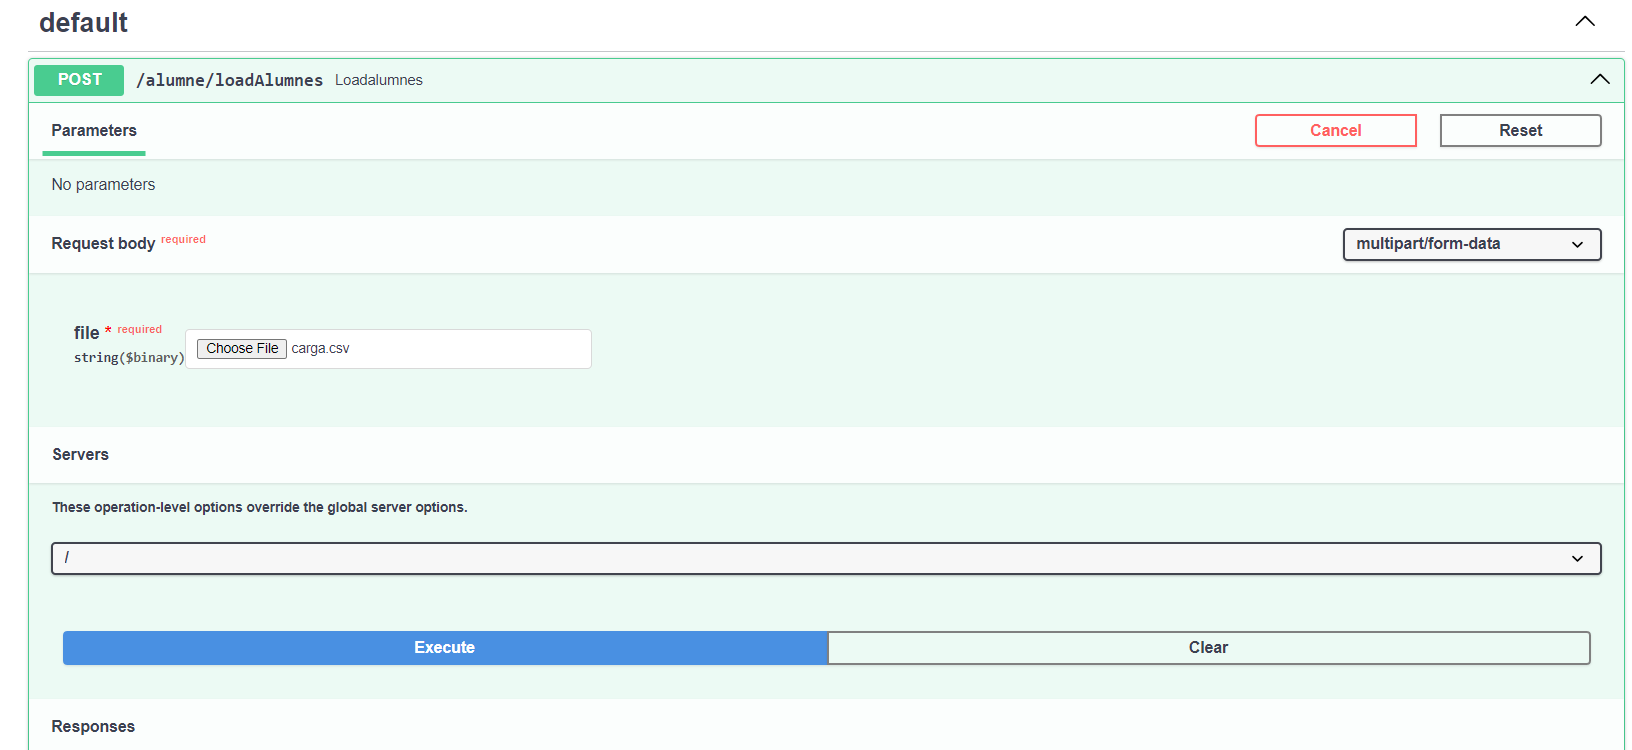 default
POST /alumne/loadAlumnes Loadalumnes
Parameters Cancel Reset
No parameters
Request body required multipart/form-data
file * required
string($binary) Choose File carga.csv
Servers
These operation-level options override the global server options.
/
Execute Clear
Responses